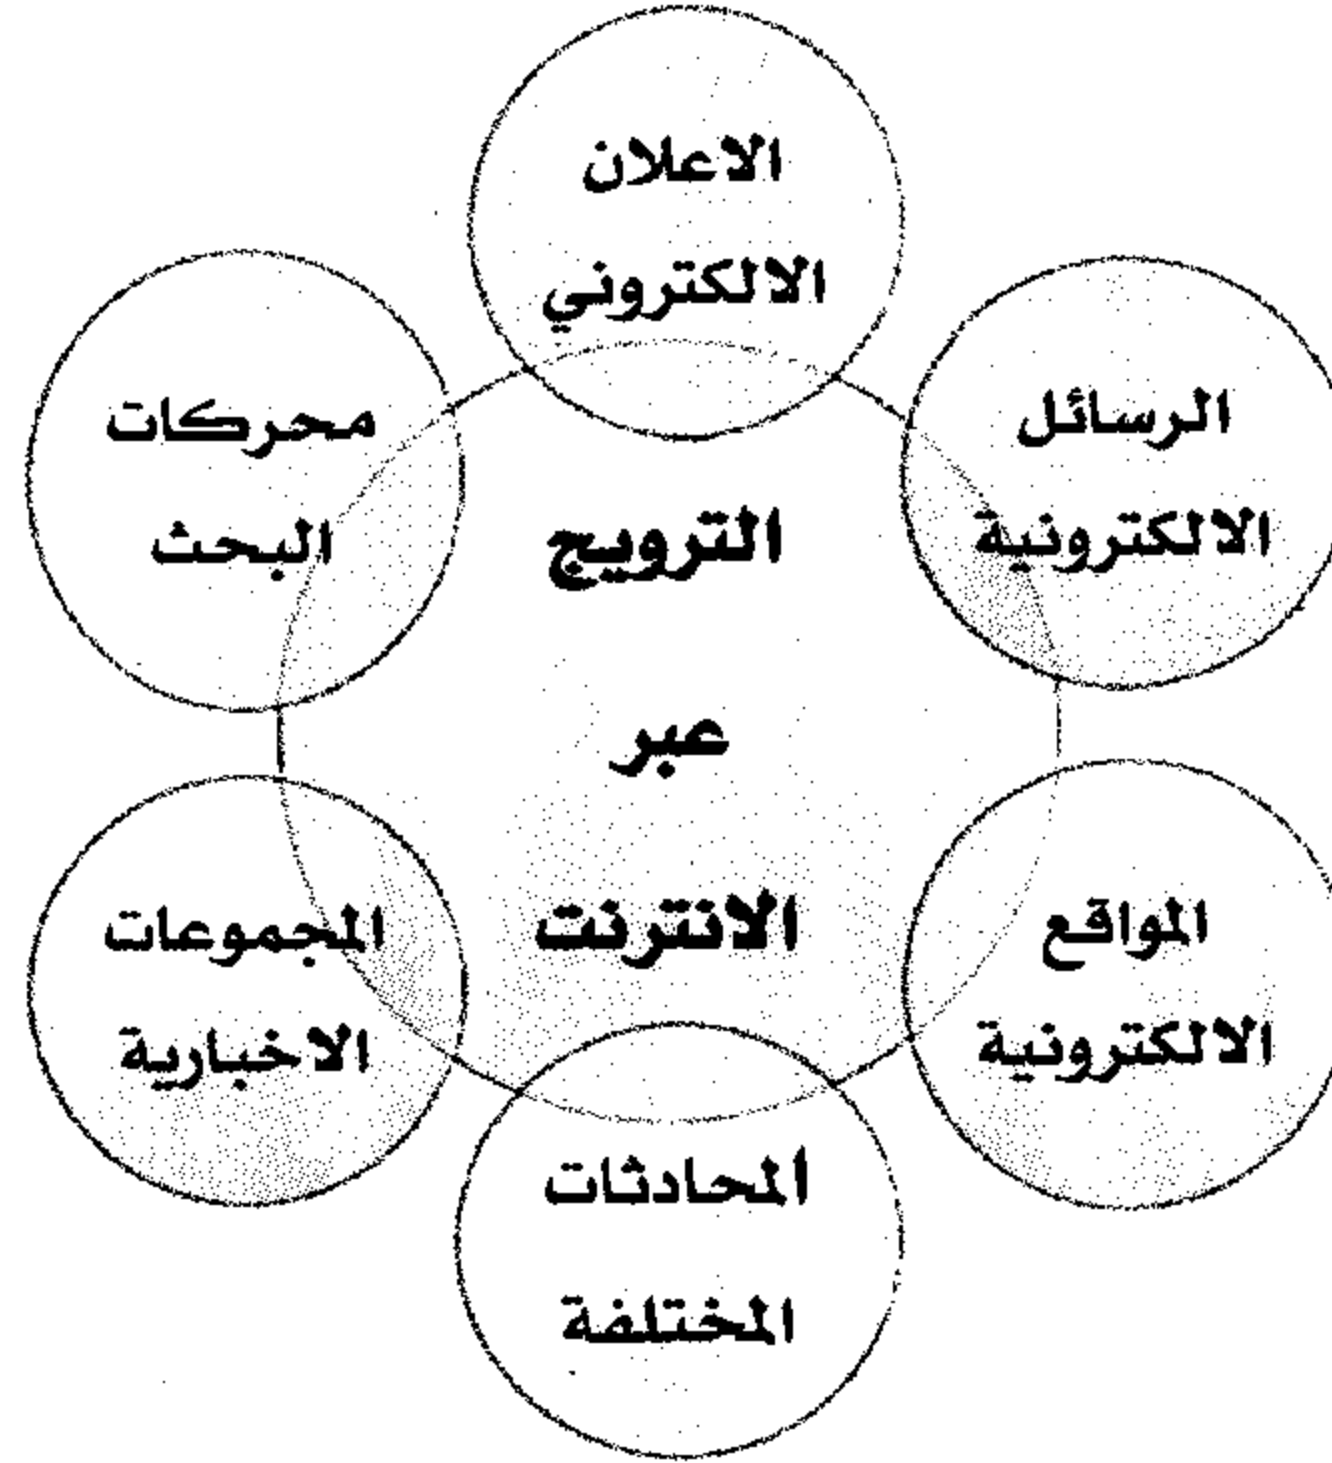 الاعلان
الالكتروني
الرسائل
الالكترونية
محركات
البحث
الترويج
عبر
الانترنت
المواقع
الالكترونية
المجموعات
الاخبارية
المحادثات
المختلفة